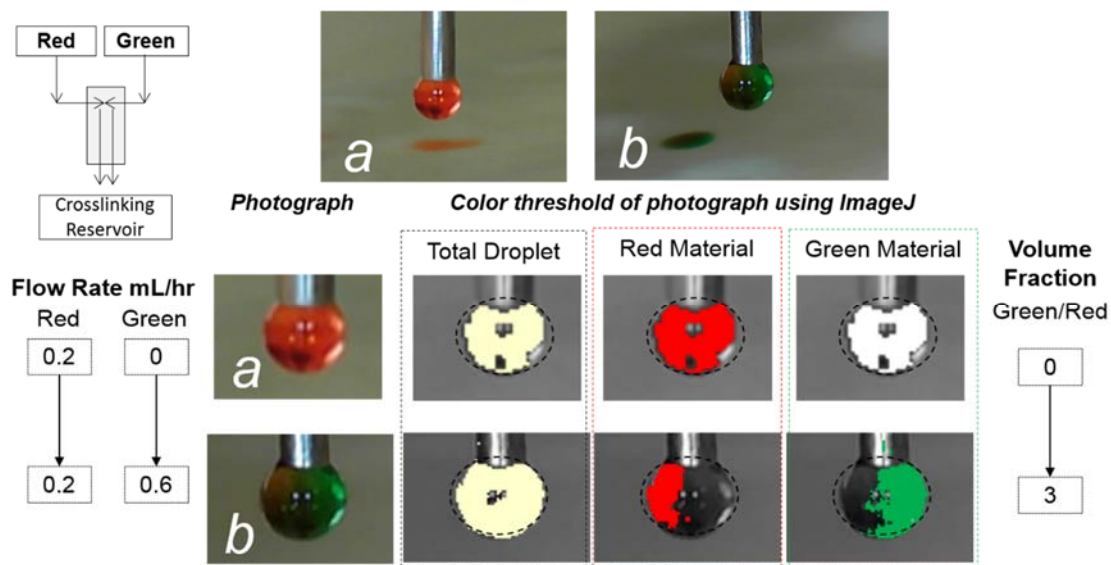 Red Green
Crosslinking
Reservoir
a
b
Photograph
Color threshold of photograph using ImageJ
Total Droplet
Red Material
Green Material
Volume
Fraction
Green/Red
Flow Rate mL/hr
Red Green
0.2 0
a
0
0.2 0.6
b
3